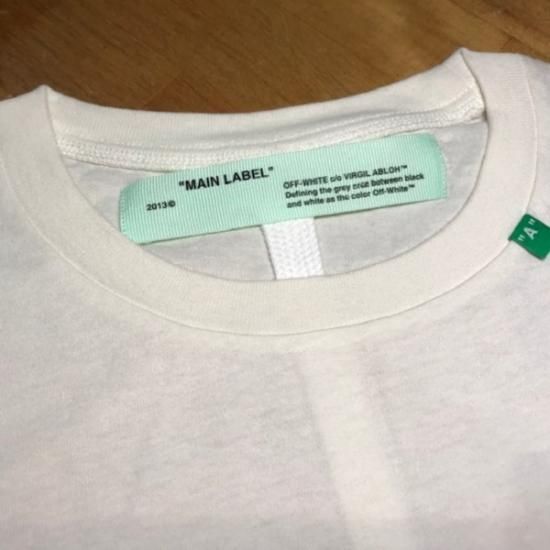 "MAIN LABEL"
2013©
OFF-WHITE c/o VIRGIL ABLOH™
Defining the grey area between black
and white as the color Off-White™
"A"